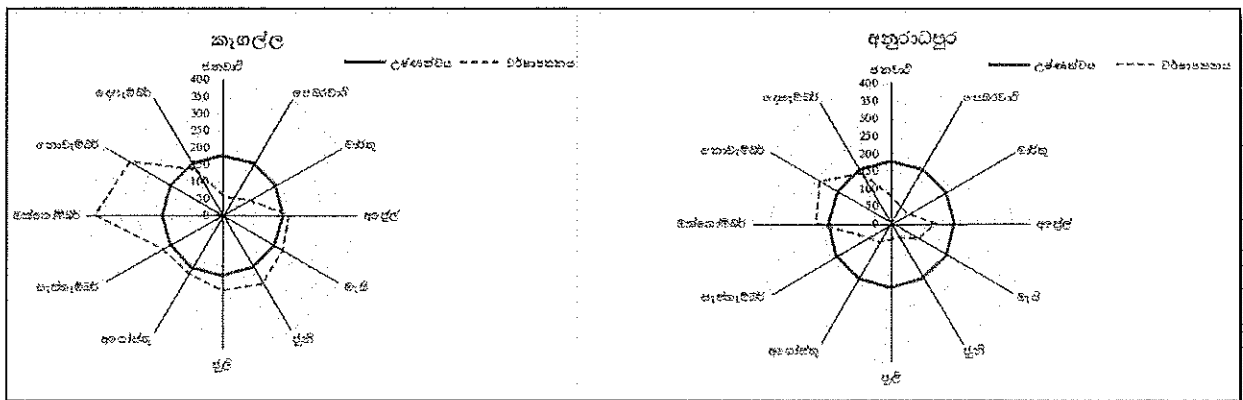 කෑගල්ල
උෂ්ණත්වය
වර්ෂාපතනය
ජනවාරි
පෙබරවාරි
මාර්තු
අප්‍රේල්
මැයි
ජූනි
ජූලි
අගෝස්තු
සැප්තැම්බර්
ඔක්තෝම්බර්
නොවැම්බර්
දෙසැම්බර්
400
350
300
250
200
150
100
50
0
අනුරාධපුර
උෂ්ණත්වය
වර්ෂාපතනය
ජනවාරි
පෙබරවාරි
මාර්තු
අප්‍රේල්
මැයි
ජූනි
ජූලි
අගෝස්තු
සැප්තැම්බර්
ඔක්තෝම්බර්
නොවැම්බර්
දෙසැම්බර්
400
350
300
250
200
150
100
50
0